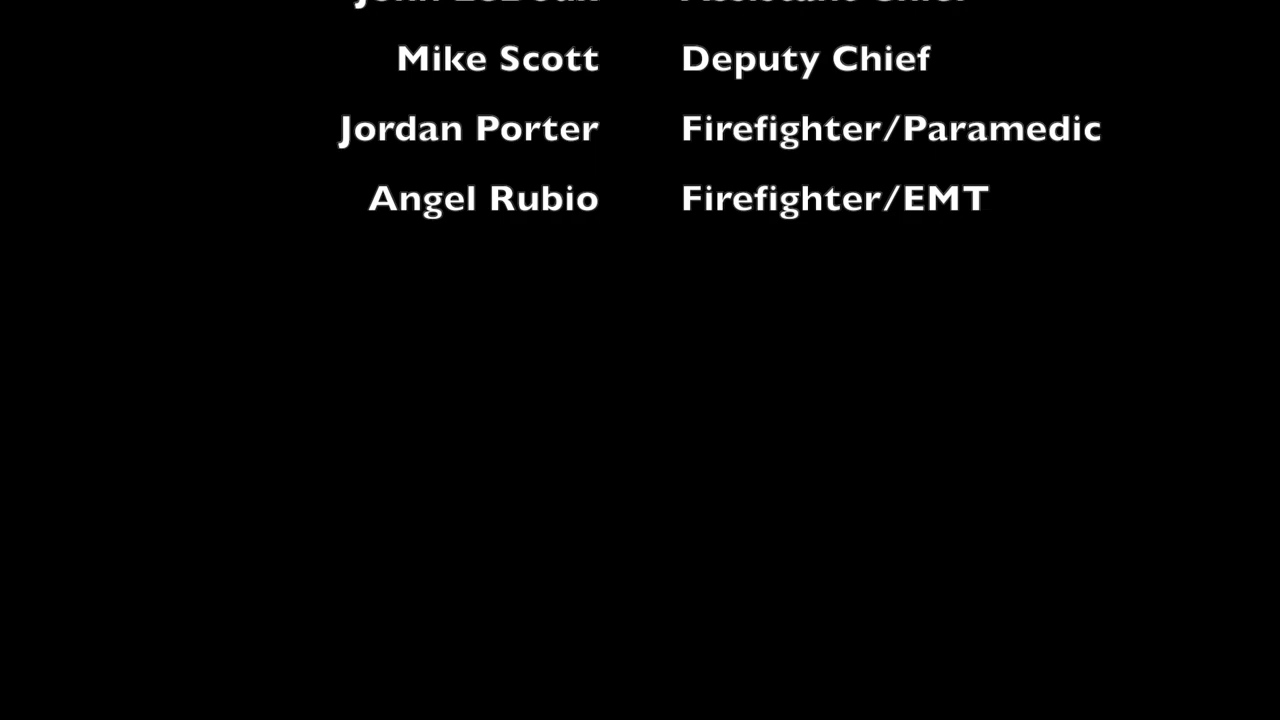 Mike Scott Deputy Chief
Jordan Porter Firefighter/Paramedic
Angel Rubio Firefighter/EMT